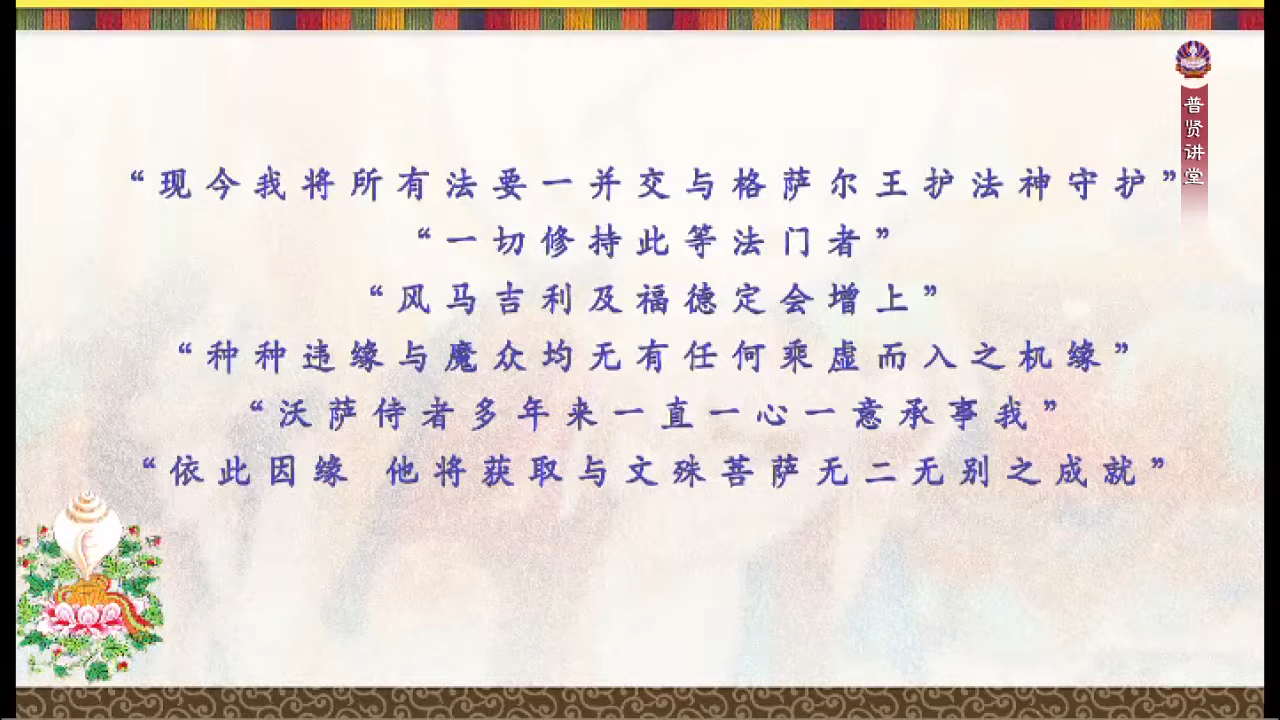 “现今我将所有法要一并交与格萨尔王护法神守护”
“一切修持此等法门者”
“风马吉利及福德定会增上”
“种种违缘与魔众均无有任何乘虚而入之机缘”
“沃萨侍者多年来一直一心一意承事我”
“依此因缘 他将获取与文殊菩萨无二无别之成就”
普贤讲堂